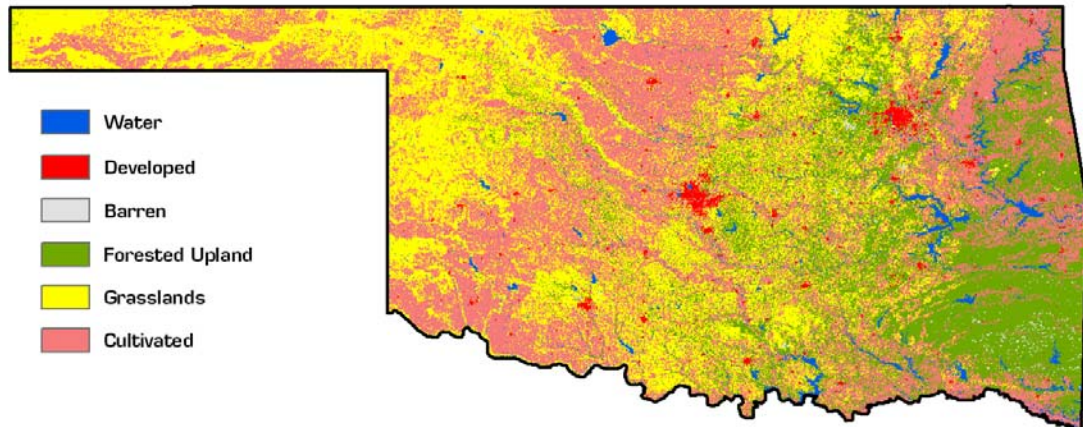 Water
Developed
Barren
Forested Upland
Grasslands
Cultivated